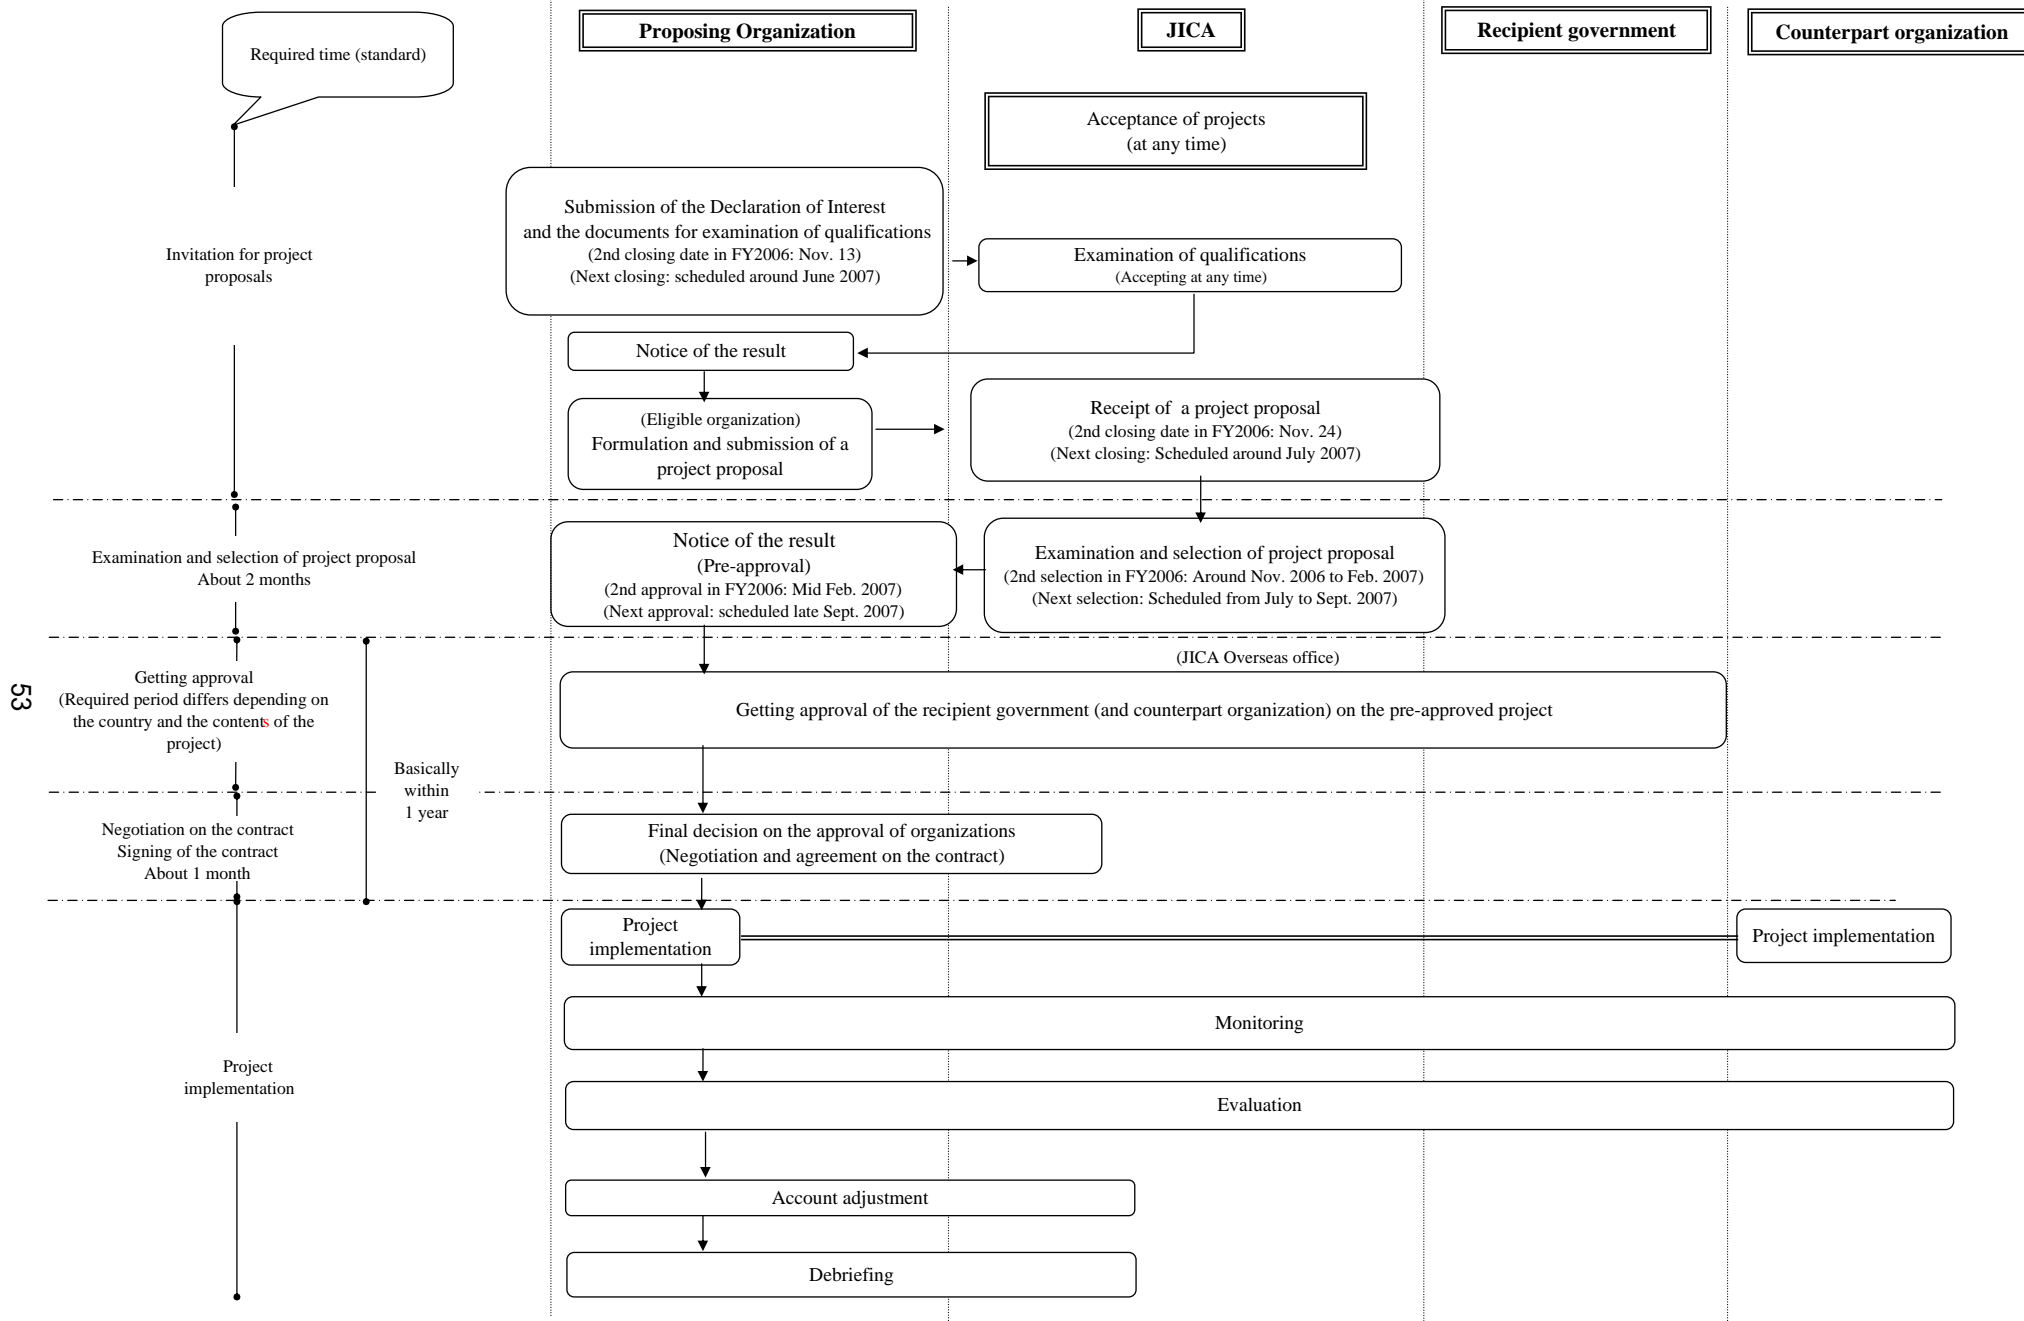 Required time (standard)
Proposing Organization
JICA
Recipient government
Counterpart organization
Acceptance of projects
(at any time)
Invitation for project
proposals
Submission of the Declaration of Interest
and the documents for examination of qualifications
(2nd closing date in FY2006: Nov. 13)
(Next closing: scheduled around June 2007)
Examination of qualifications
(Accepting at any time)
Notice of the result
(Eligible organization)
Formulation and submission of a
project proposal
Receipt of a project proposal
(2nd closing date in FY2006: Nov. 24)
(Next closing: Scheduled around July 2007)
Examination and selection of project proposal
About 2 months
Notice of the result
(Pre-approval)
(2nd approval in FY2006: Mid Feb. 2007)
(Next approval: scheduled late Sept. 2007)
Examination and selection of project proposal
(2nd selection in FY2006: Around Nov. 2006 to Feb. 2007)
(Next selection: Scheduled from July to Sept. 2007)
Getting approval
(Required period differs depending on
the country and the contents of the
project)
(JICA Overseas office)
Getting approval of the recipient government (and counterpart organization) on the pre-approved project
53
Basically
within
1 year
Negotiation on the contract
Signing of the contract
About 1 month
Final decision on the approval of organizations
(Negotiation and agreement on the contract)
Project
implementation
Project implementation
Monitoring
Project
implementation
Evaluation
Account adjustment
Debriefing